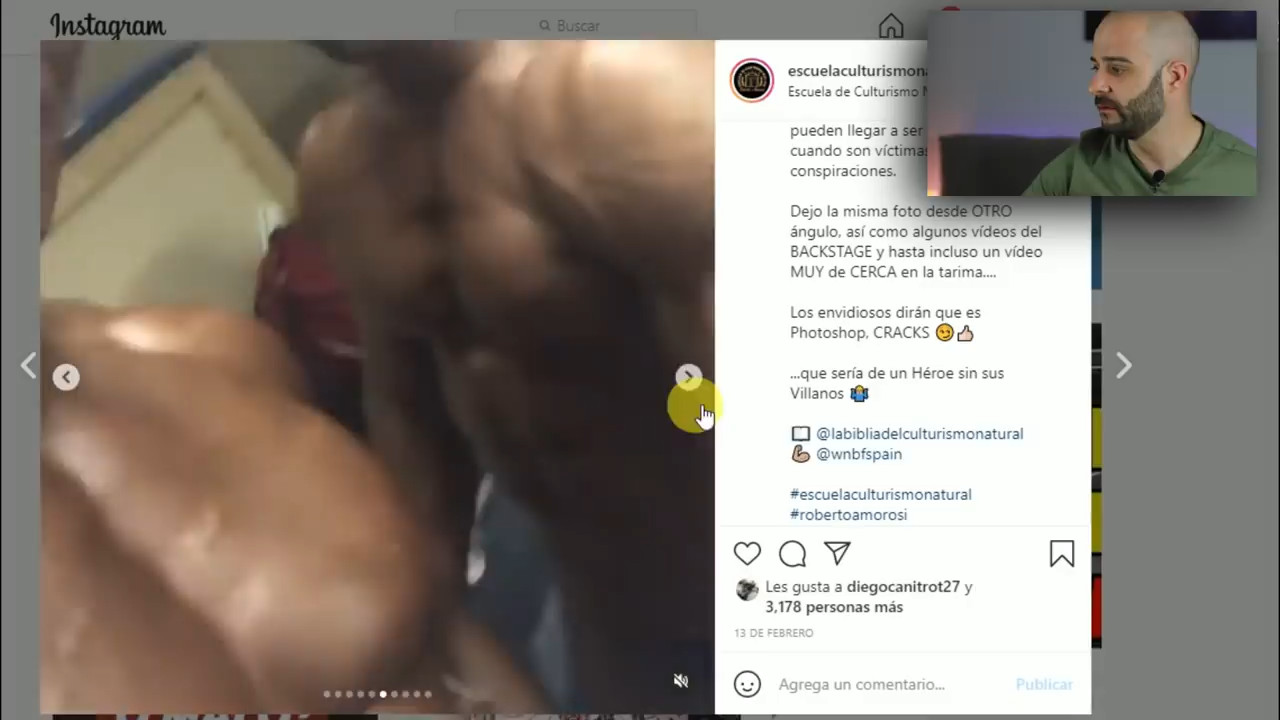 Instagram
Buscar
escuelaculturismona
Escuela de Culturismo
pueden llegar a ser
cuando son víctimas
conspiraciones.
Dejo la misma foto desde OTRO
ángulo, así como algunos vídeos del
BACKSTAGE y hasta incluso un vídeo
MUY de CERCA en la tarima....
Los envidiosos dirán que es
Photoshop, CRACKS 😏👍🏻
...que sería de un Héroe sin sus
Villanos 🤷‍♂️
📖 @labibliadelculturismonatural
💪🏼 @wnbfspain
#escuelaculturismonatural
#robertoamorosi
Les gusta a diegocanitrot27 y
3,178 personas más
13 DE FEBRERO
Agrega un comentario...
Publicar